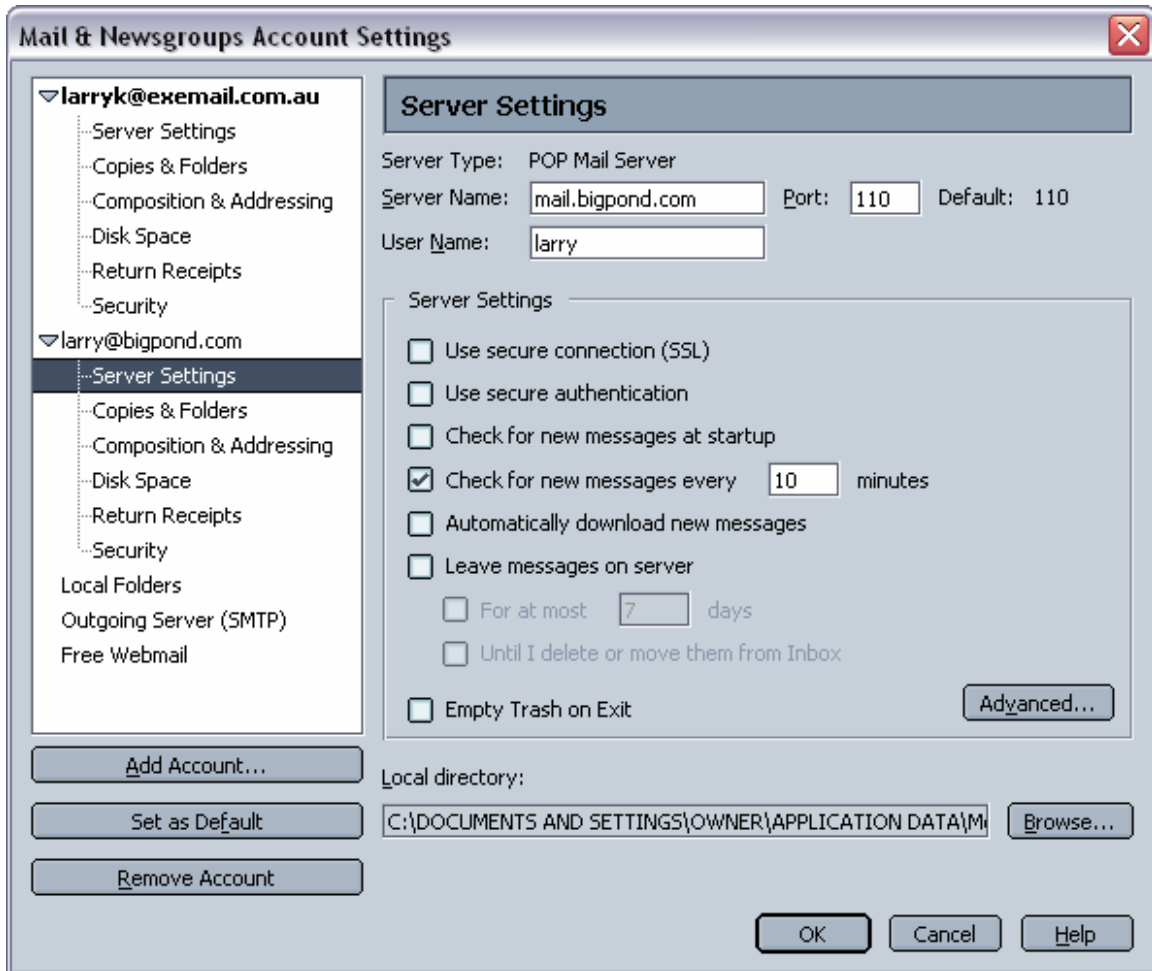 Mail & Newsgroups Account Settings
larryk@exemail.com.au
Server Settings
Copies & Folders
Composition & Addressing
Disk Space
Return Receipts
Security
larry@bigpond.com
Server Settings
Copies & Folders
Composition & Addressing
Disk Space
Return Receipts
Security
Local Folders
Outgoing Server (SMTP)
Free Webmail
Add Account...
Set as Default
Remove Account
Server Settings
Server Type: POP Mail Server
Server Name: mail.bigpond.com Port: 110 Default: 110
User Name: larry
Server Settings
Use secure connection (SSL)
Use secure authentication
Check for new messages at startup
Check for new messages every 10 minutes
Automatically download new messages
Leave messages on server
For at most 7 days
Until I delete or move them from Inbox
Empty Trash on Exit Advanced...
Local directory:
C:\DOCUMENTS AND SETTINGS\OWNER\APPLICATION DATA\M Browse...
OK Cancel Help